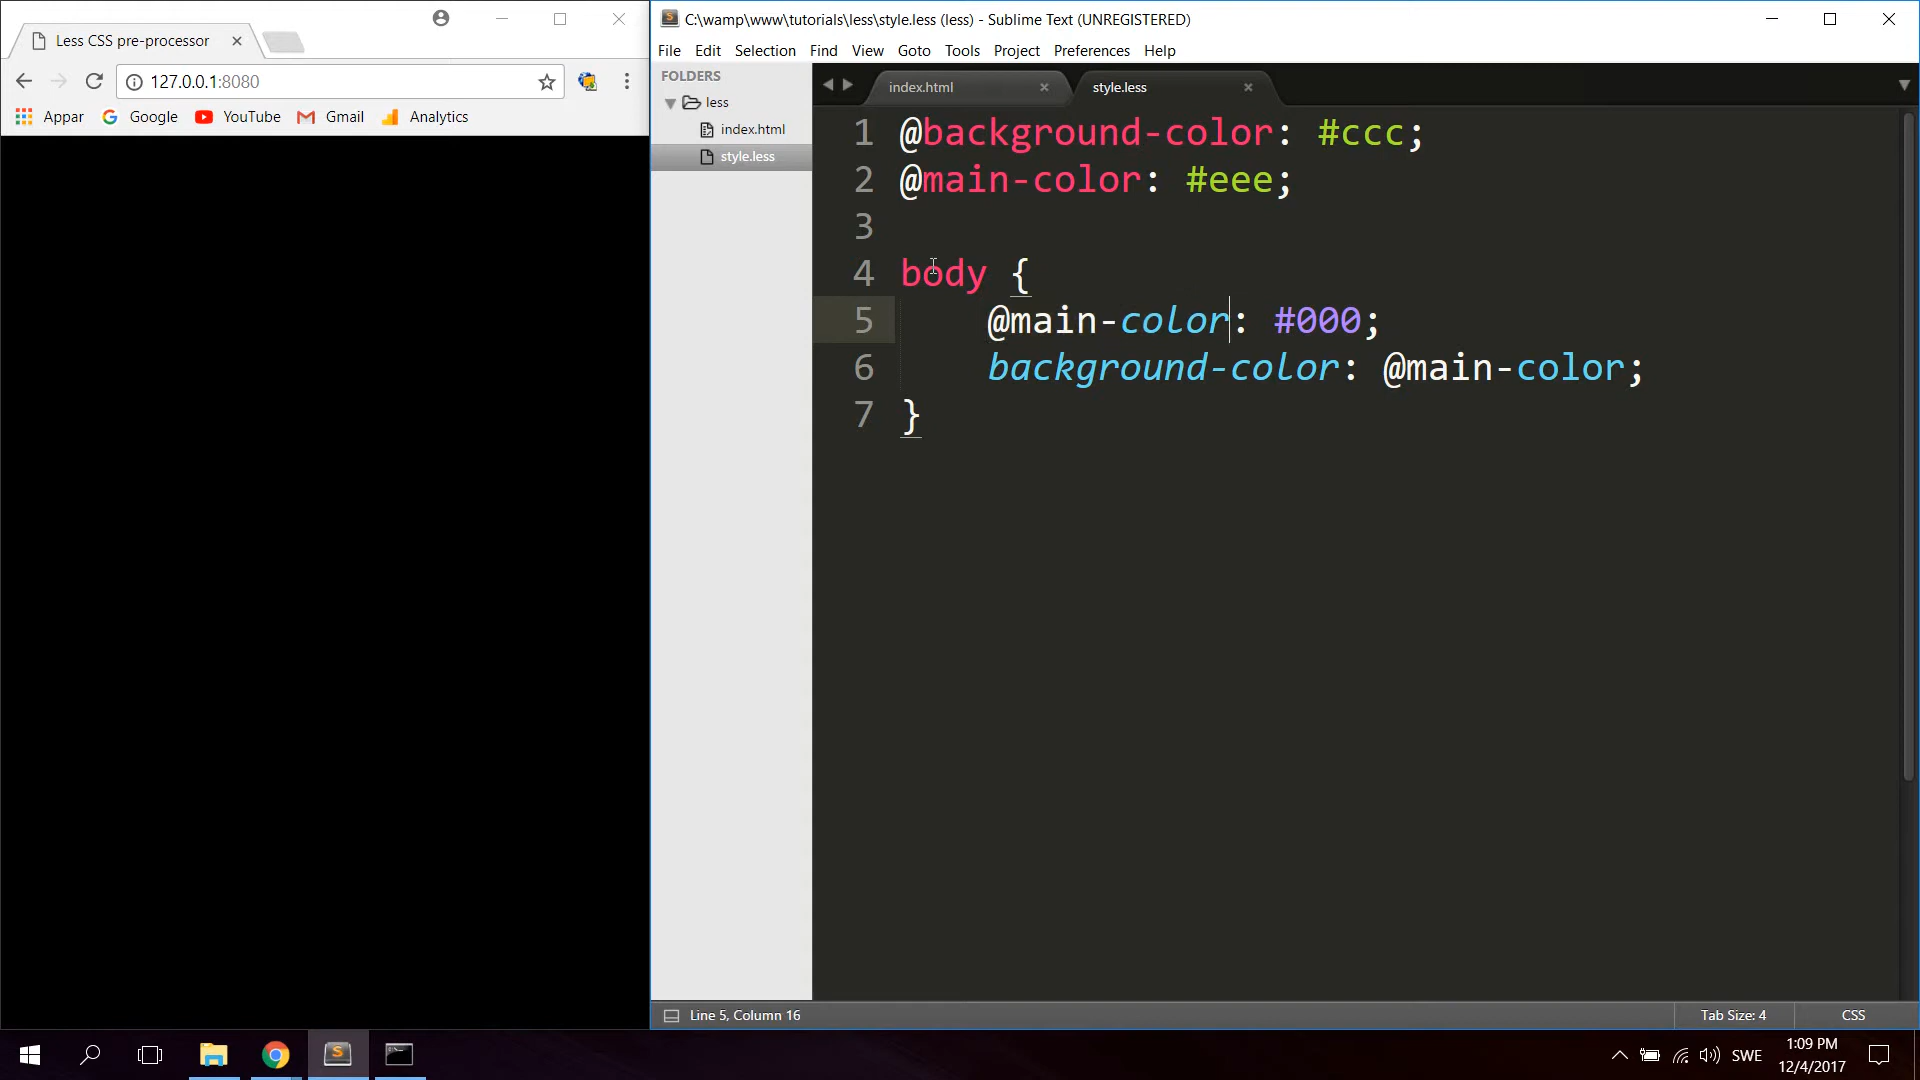 Less CSS pre-processor
127.0.0.1:8080
Appar Google YouTube Gmail Analytics
C:\wamp\www\tutorials\less\style.less (less) - Sublime Text (UNREGISTERED)
File Edit Selection Find View Goto Tools Project Preferences Help
FOLDERS
less
index.html
style.less
index.html
style.less
1 @background-color: #ccc;
2 @main-color: #eee;
3
4 body {
5 @main-color: #000;
6 background-color: @main-color;
7 }
Line 5, Column 16
Tab Size: 4
CSS
SWE
1:09 PM
12/4/2017